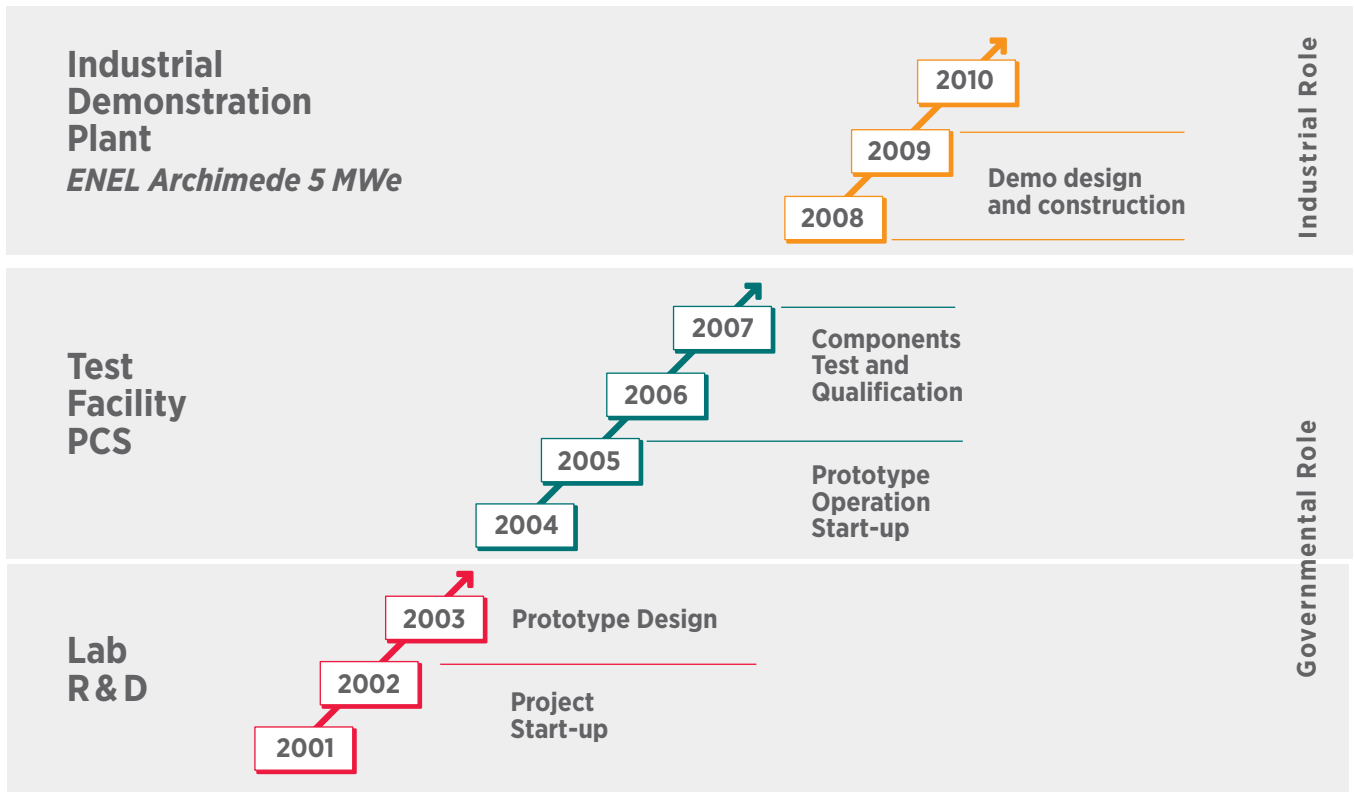 Industrial
Demonstration
Plant
ENEL Archimede 5 MWe
2010
2009
2008
Demo design
and construction
Industrial Role
Test
Facility
PCS
2007
2006
2005
2004
Components
Test and
Qualification
Prototype
Operation
Start-up
Governmental Role
Lab
R & D
2003
2002
2001
Prototype Design
Project
Start-up